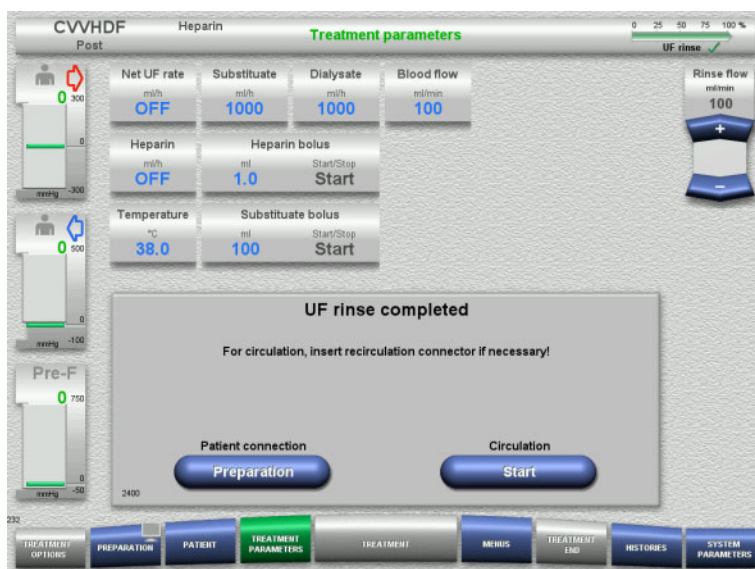 CVVHDF
Heparin
Post
Treatment parameters
0 25 50 75 100 %
UF rinse
0
300
0
-300
mmHg
Net UF rate
ml/h
OFF
Substituate
ml/h
1000
Dialysate
ml/h
1000
Blood flow
ml/min
100
Rinse flow
ml/min
100
+
–
Heparin
ml/h
OFF
Heparin bolus
ml
1.0
Start/Stop
Start
Temperature
°C
38.0
Substituate bolus
ml
100
Start/Stop
Start
0
500
0
-100
mmHg
Pre-F
0
750
0
-50
mmHg
UF rinse completed
For circulation, insert recirculation connector if necessary!
Patient connection
Preparation
Circulation
Start
2400
232
TREATMENT
OPTIONS
PREPARATION
PATIENT
TREATMENT
PARAMETERS
TREATMENT
MENUS
TREATMENT
END
HISTORIES
SYSTEM
PARAMETERS